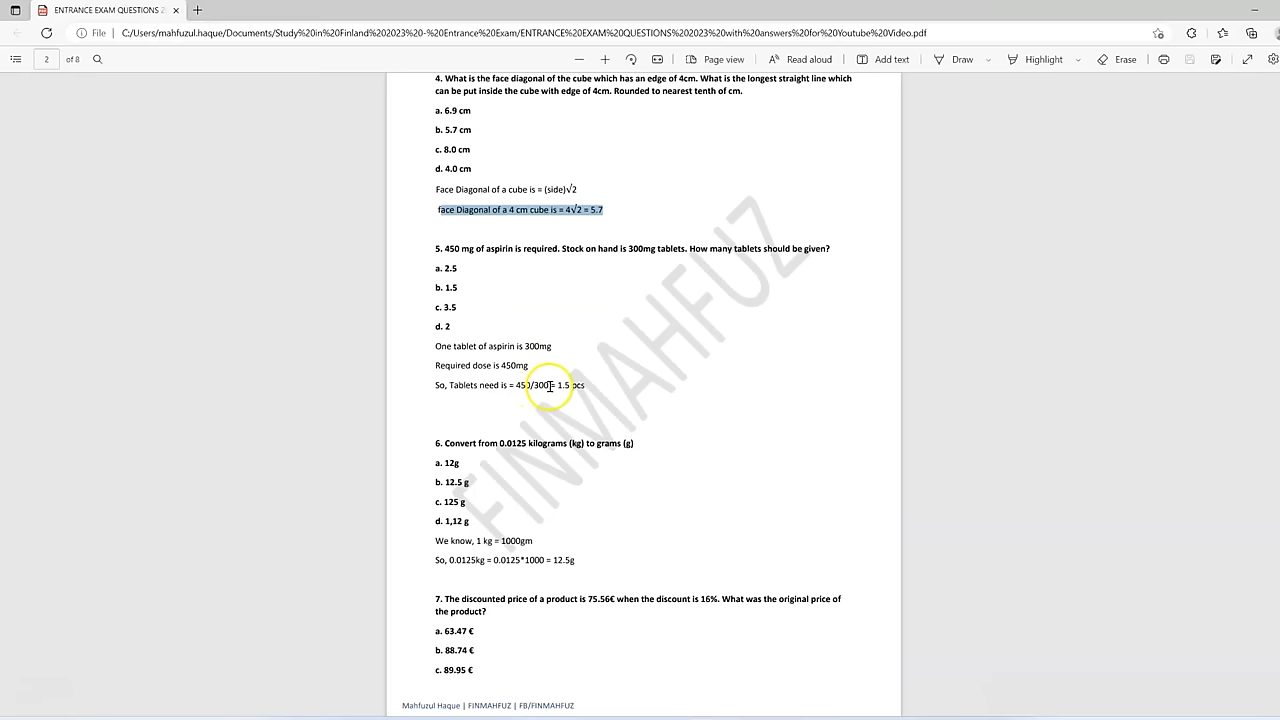 ENTRANCE EXAM QUESTIONS 2
File
C:/Users/mahfuzul.haque/Documents/Study%20in%20Finland%202023%20-%20Entrance%20Exam/ENTRANCE%20EXAM%20QUESTIONS%202023%20with%20answers%20for%20Youtube%20Video.pdf
2 of 8
Page view
Read aloud
Add text
Draw
Highlight
Erase
4. What is the face diagonal of the cube which has an edge of 4cm. What is the longest straight line which
can be put inside the cube with edge of 4cm. Rounded to nearest tenth of cm.
a. 6.9 cm
b. 5.7 cm
c. 8.0 cm
d. 4.0 cm
Face Diagonal of a cube is = (side)√2
face Diagonal of a 4 cm cube is = 4√2 = 5.7
5. 450 mg of aspirin is required. Stock on hand is 300mg tablets. How many tablets should be given?
a. 2.5
b. 1.5
c. 3.5
d. 2
One tablet of aspirin is 300mg
Required dose is 450mg
So, Tablets need is = 450/300= 1.5 pcs
6. Convert from 0.0125 kilograms (kg) to grams (g)
a. 12g
b. 12.5 g
c. 125 g
d. 1,12 g
We know, 1 kg = 1000gm
So, 0.0125kg = 0.0125*1000 = 12.5g
7. The discounted price of a product is 75.56€ when the discount is 16%. What was the original price of
the product?
a. 63.47 €
b. 88.74 €
c. 89.95 €
Mahfuzul Haque | FINMAHFUZ | FB/FINMAHFUZ
FINMAHFUZ